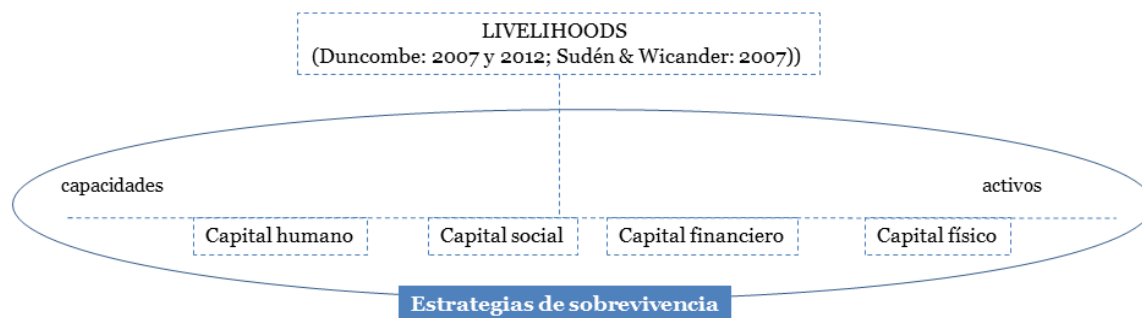 LIVELIHOODS
(Duncombe: 2007 y 2012; Sudén & Wicander: 2007))
capacidades
activos
Capital humano
Capital social
Capital financiero
Capital físico
Estrategias de sobrevivencia